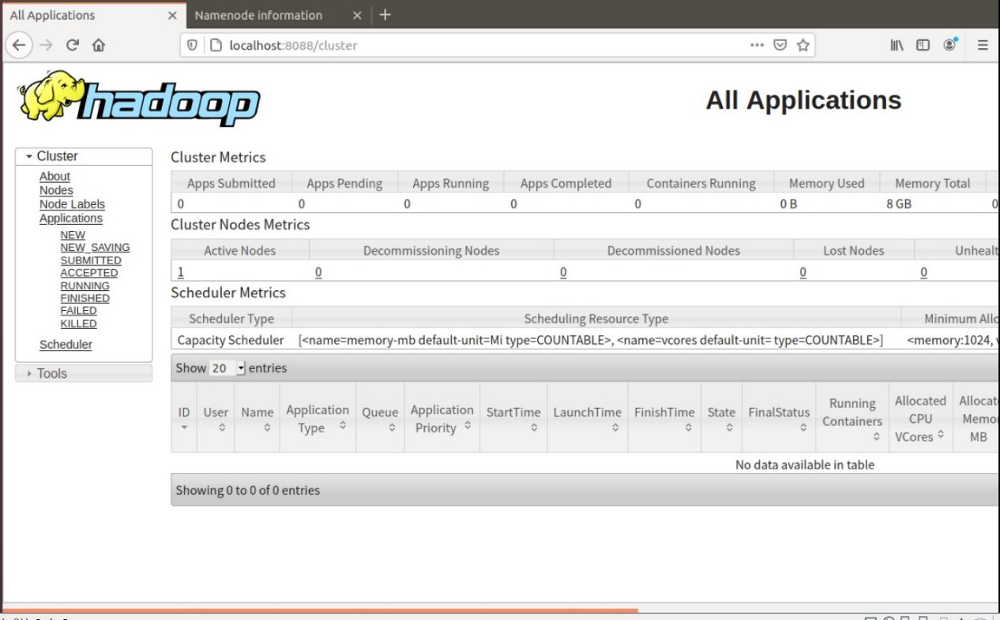 All Applications
Namenode information
localhost:8088/cluster
hadoop
All Applications
Cluster
About
Nodes
Node Labels
Applications
NEW
NEW_SAVING
SUBMITTED
ACCEPTED
RUNNING
FINISHED
FAILED
KILLED
Scheduler
Tools
Cluster Metrics
Apps Submitted Apps Pending Apps Running Apps Completed Containers Running Memory Used Memory Total
0 0 0 0 0 0 B 8 GB 0
Cluster Nodes Metrics
Active Nodes Decommissioning Nodes Decommissioned Nodes Lost Nodes Unhealt
1 0 0 0 0
Scheduler Metrics
Scheduler Type Scheduling Resource Type Minimum Allo
Capacity Scheduler [<name=memory-mb default-unit=Mi type=COUNTABLE>, <name=vcores default-unit= type=COUNTABLE>] <memory:1024, v
Show 20 entries
ID User Name Application Type Queue Application Priority StartTime LaunchTime FinishTime State FinalStatus Running Containers Allocated CPU VCores Allocat Memor MB
No data available in table
Showing 0 to 0 of 0 entries